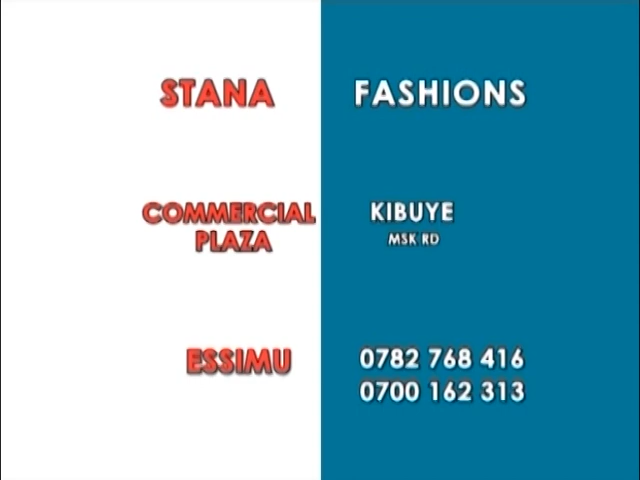 STANA FASHIONS
COMMERCIAL PLAZA
KIBUYE
MSK RD
ESSIMU
0782 768 416
0700 162 313